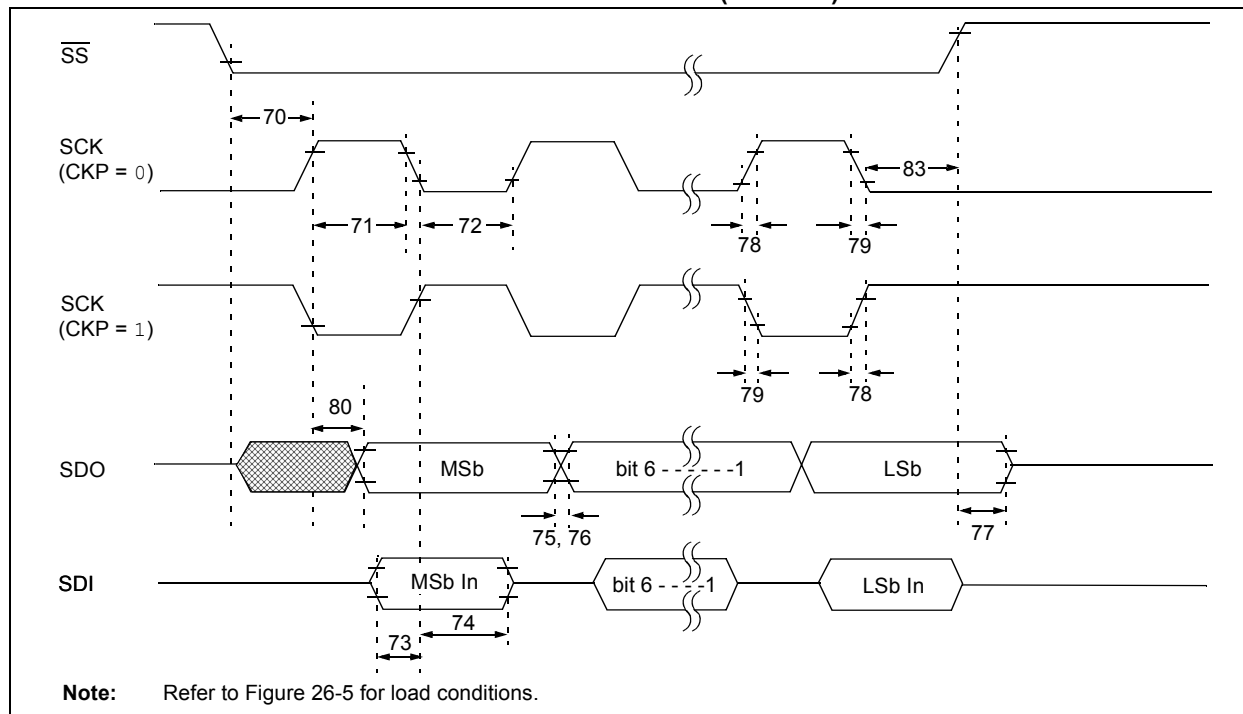 SS
70
SCK
(CKP = 0)
83
71
72
78
79
SCK
(CKP = 1)
79
78
80
SDO
MSb
bit 6 - - - - - -1
LSb
75, 76
77
SDI
MSb In
bit 6 - - - -1
LSb In
74
73
Note: Refer to Figure 26-5 for load conditions.